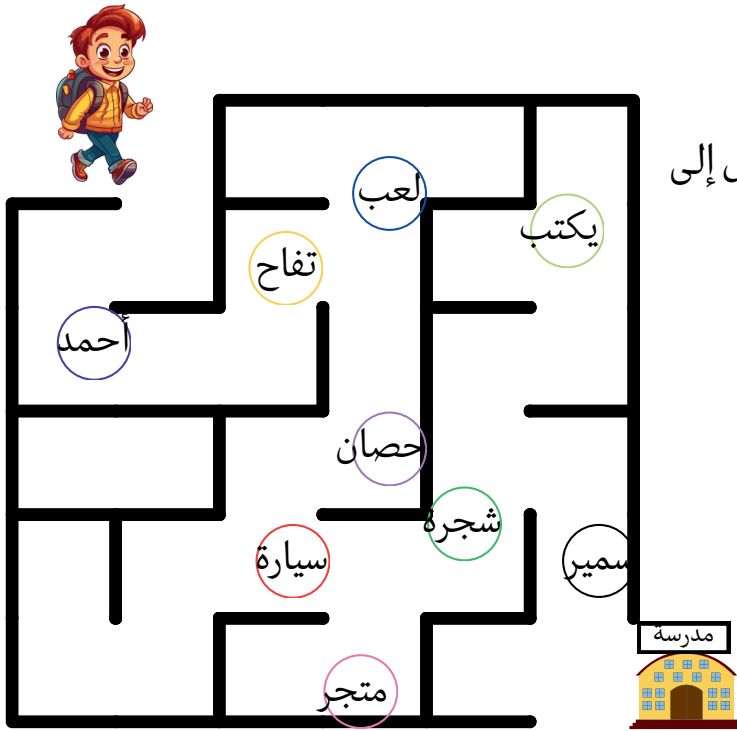 إلى
لعب
يكتب
تفاح
أحمد
حصان
شجرة
سيارة
سمير
مدرسة
متجر